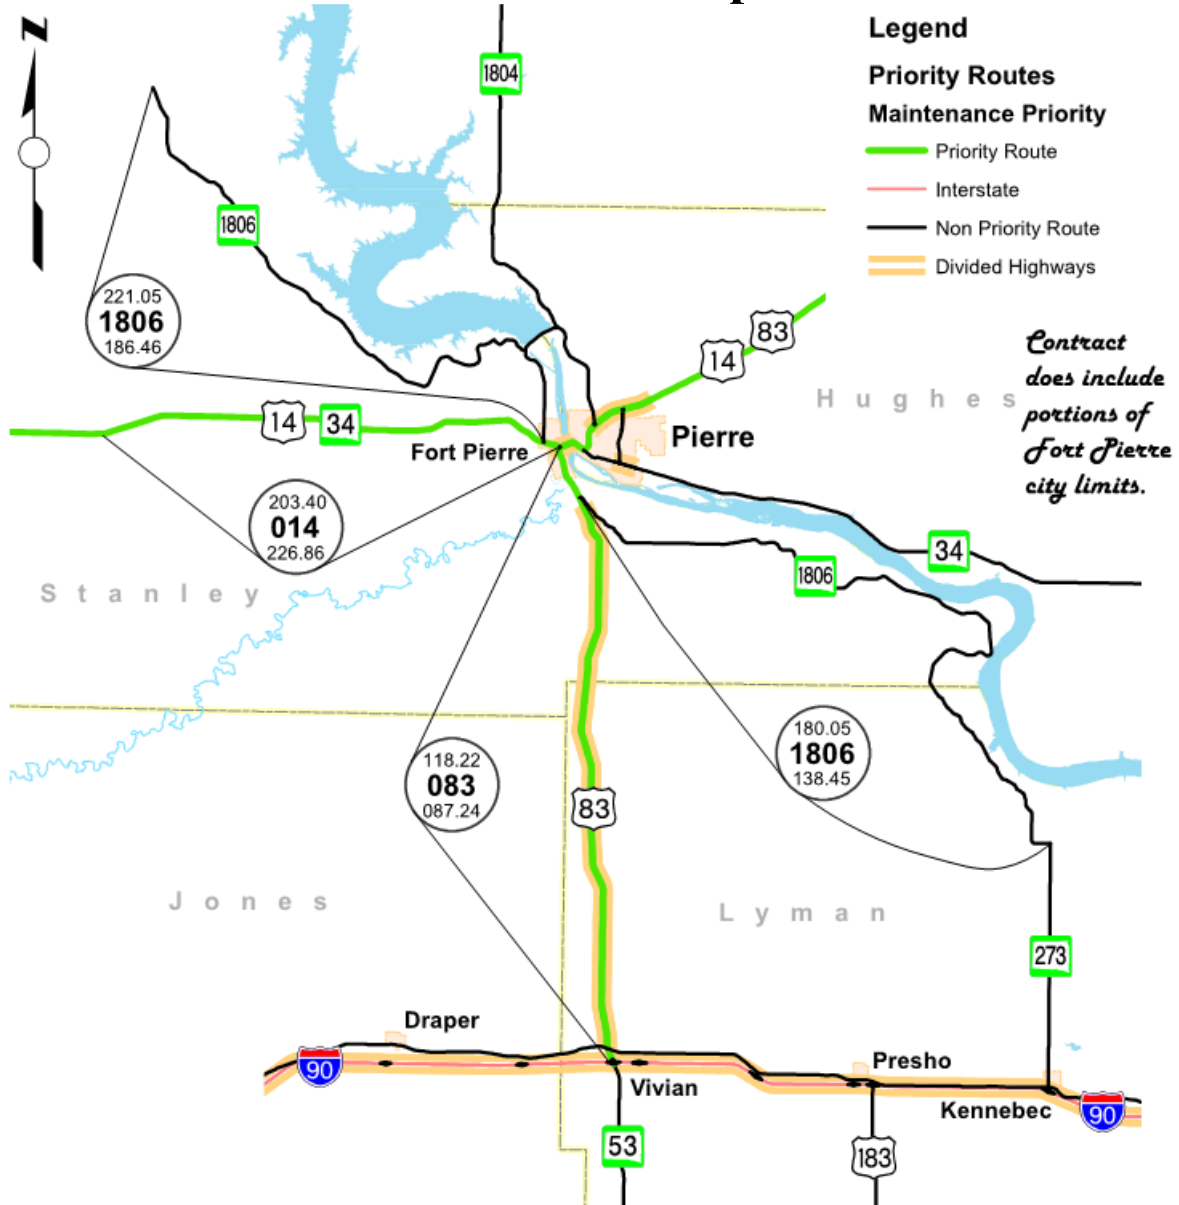 N
Legend
Priority Routes
Maintenance Priority
Priority Route
Interstate
Non Priority Route
Divided Highways
1804
1806
221.05
1806
186.46
83
14
Contract
does include
portions of
Fort Pierre
city limits.
Hughes
14
34
Fort Pierre
Pierre
203.40
014
226.86
34
1806
Stanley
118.22
083
087.24
180.05
1806
138.45
83
Jones
Lyman
273
Draper
90
Vivian
Presho
Kennebec
90
53
183